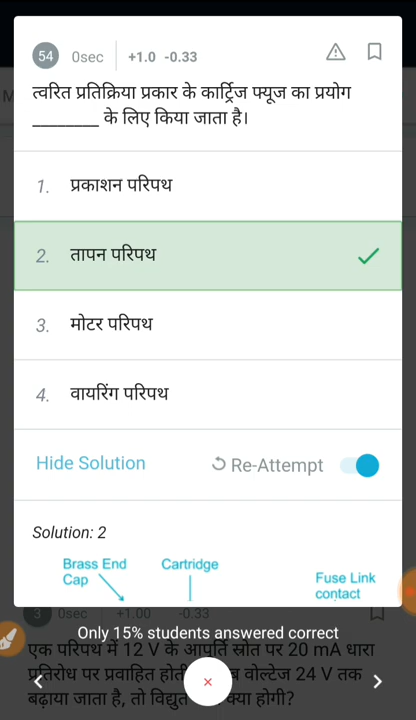 54 0sec +1.0 -0.33
त्वरित प्रतिक्रिया प्रकार के कार्ट्रिज फ्यूज का प्रयोग
________ के लिए किया जाता है।
1. प्रकाशन परिपथ
2. तापन परिपथ
3. मोटर परिपथ
4. वायरिंग परिपथ
Hide Solution Re-Attempt
Solution: 2
Brass End Cartridge
Cap Fuse Link
contact
3 0sec +1.00 -0.33
Only 15% students answered correct
एक परिपथ में 12 V के आपूर्ति स्रोत पर 20 mA धारा
प्रतिरोध पर प्रवाहित वोल्टेज 24 V तक
बढ़ाया जाता है, तो विद्युत क्या होगी?